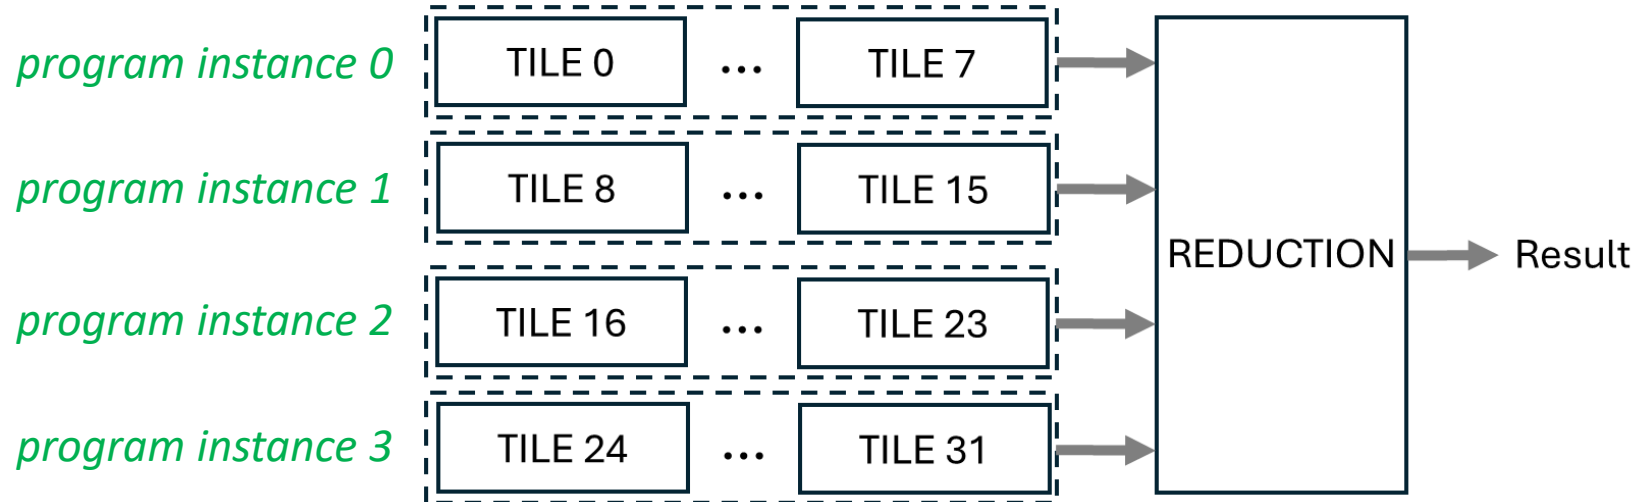 program instance 0 TILE 0 ... TILE 7
program instance 1 TILE 8 ... TILE 15
REDUCTION Result
program instance 2 TILE 16 ... TILE 23
program instance 3 TILE 24 ... TILE 31